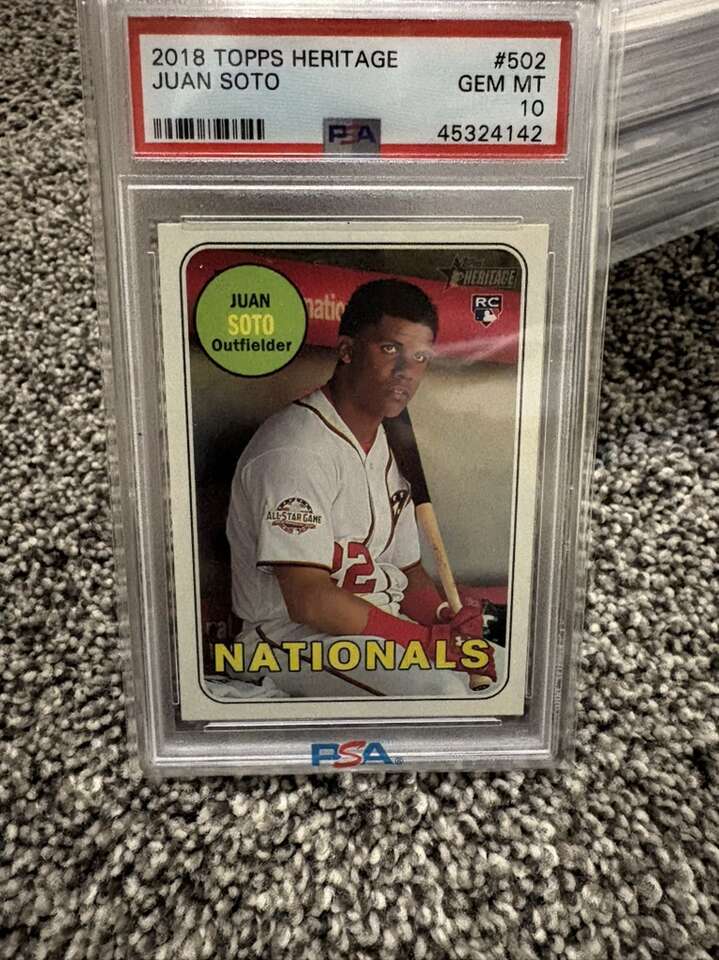 2018 TOPPS HERITAGE #502
JUAN SOTO GEM MT
10
PSA 45324142
HERITAGE
RC
JUAN
SOTO
Outfielder
natio
ALL-STAR GAME
22
NATIONALS
PSA